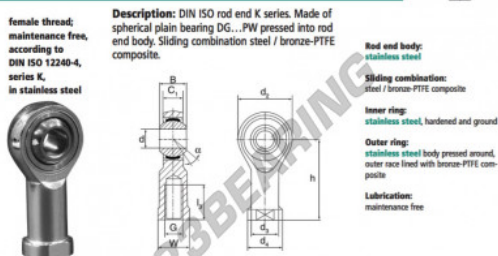 female thread;
maintenance free,
according to
DIN ISO 12240-4,
series K,
in stainless steel
Description: DIN ISO rod end K series. Made of
spherical plain bearing DG...PW pressed into rod
end body. Sliding combination steel / bronze-PTFE
composite.
B
C₁
d
α
l₃
G
W
d₂
h
d₃
d₄
Rod end body:
stainless steel
Sliding combination:
steel / bronze-PTFE composite
Inner ring:
stainless steel, hardened and ground
Outer ring:
stainless steel body pressed around,
outer race lined with bronze-PTFE com-
posite
Lubrication:
maintenance free
BEARING